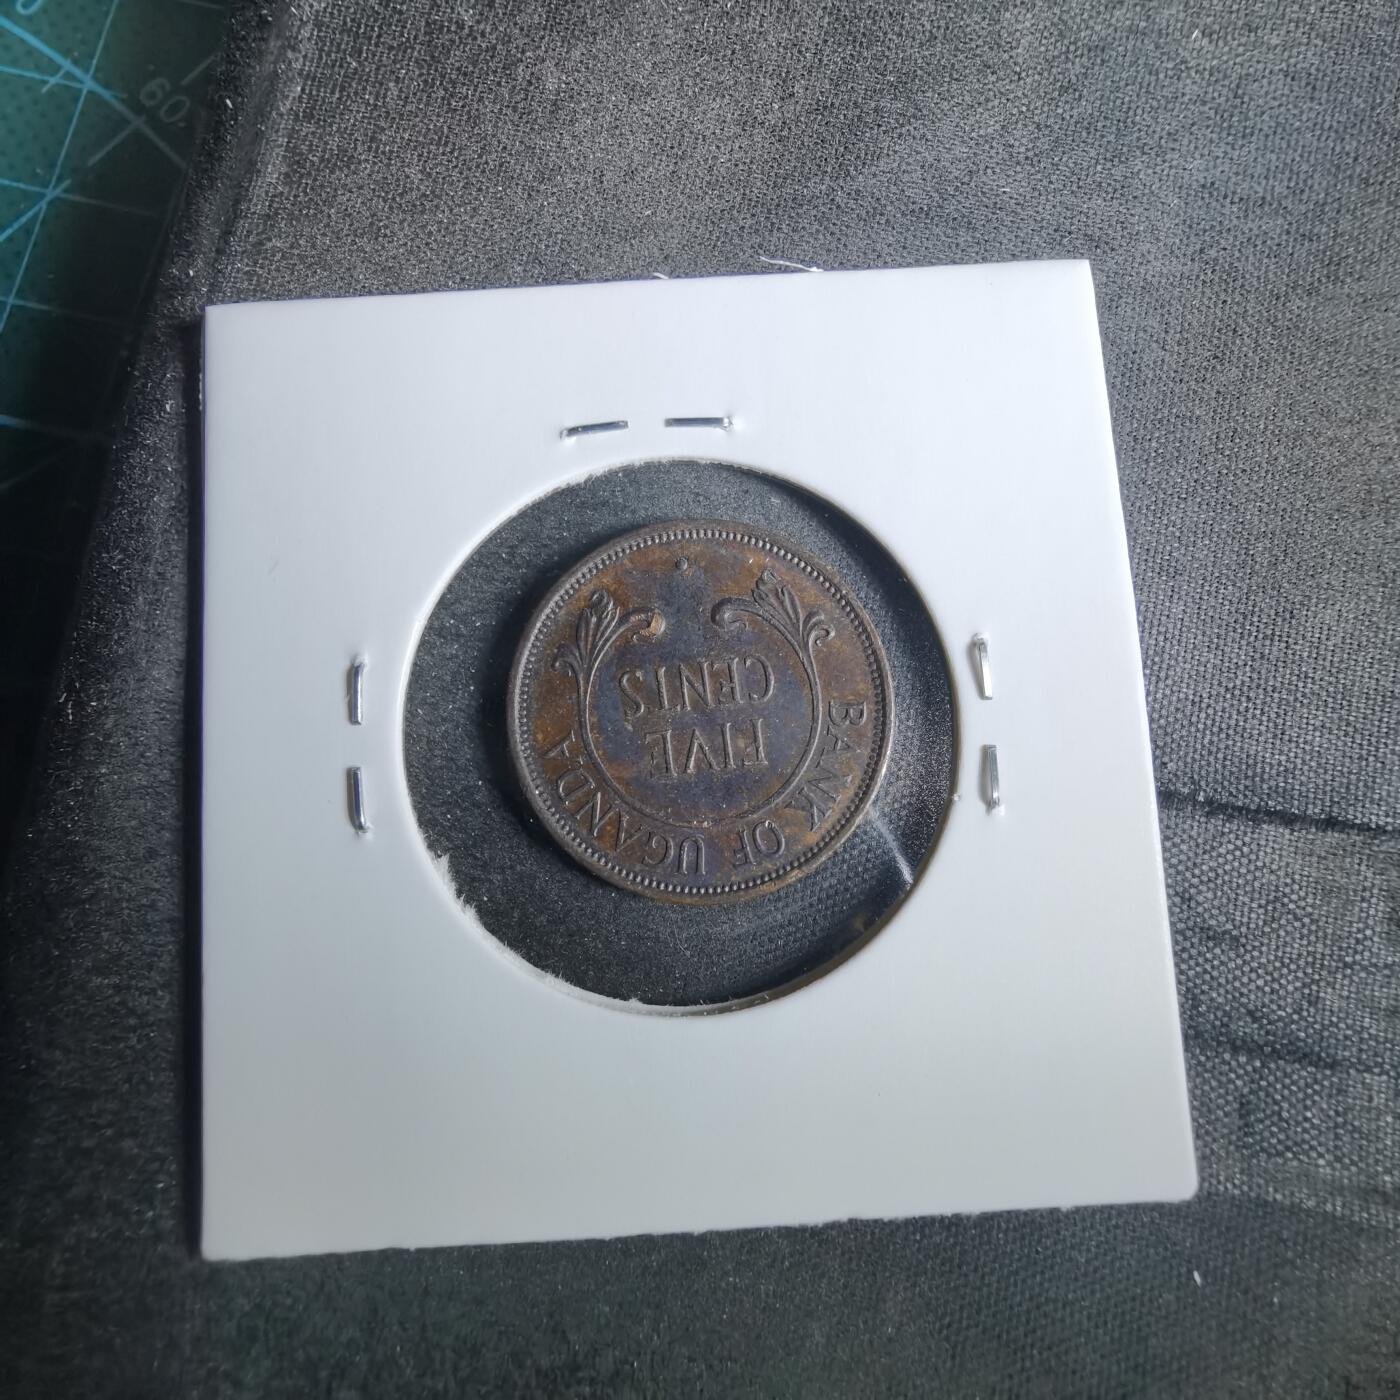 BANK OF UGANDA
FIVE
CENTS
60